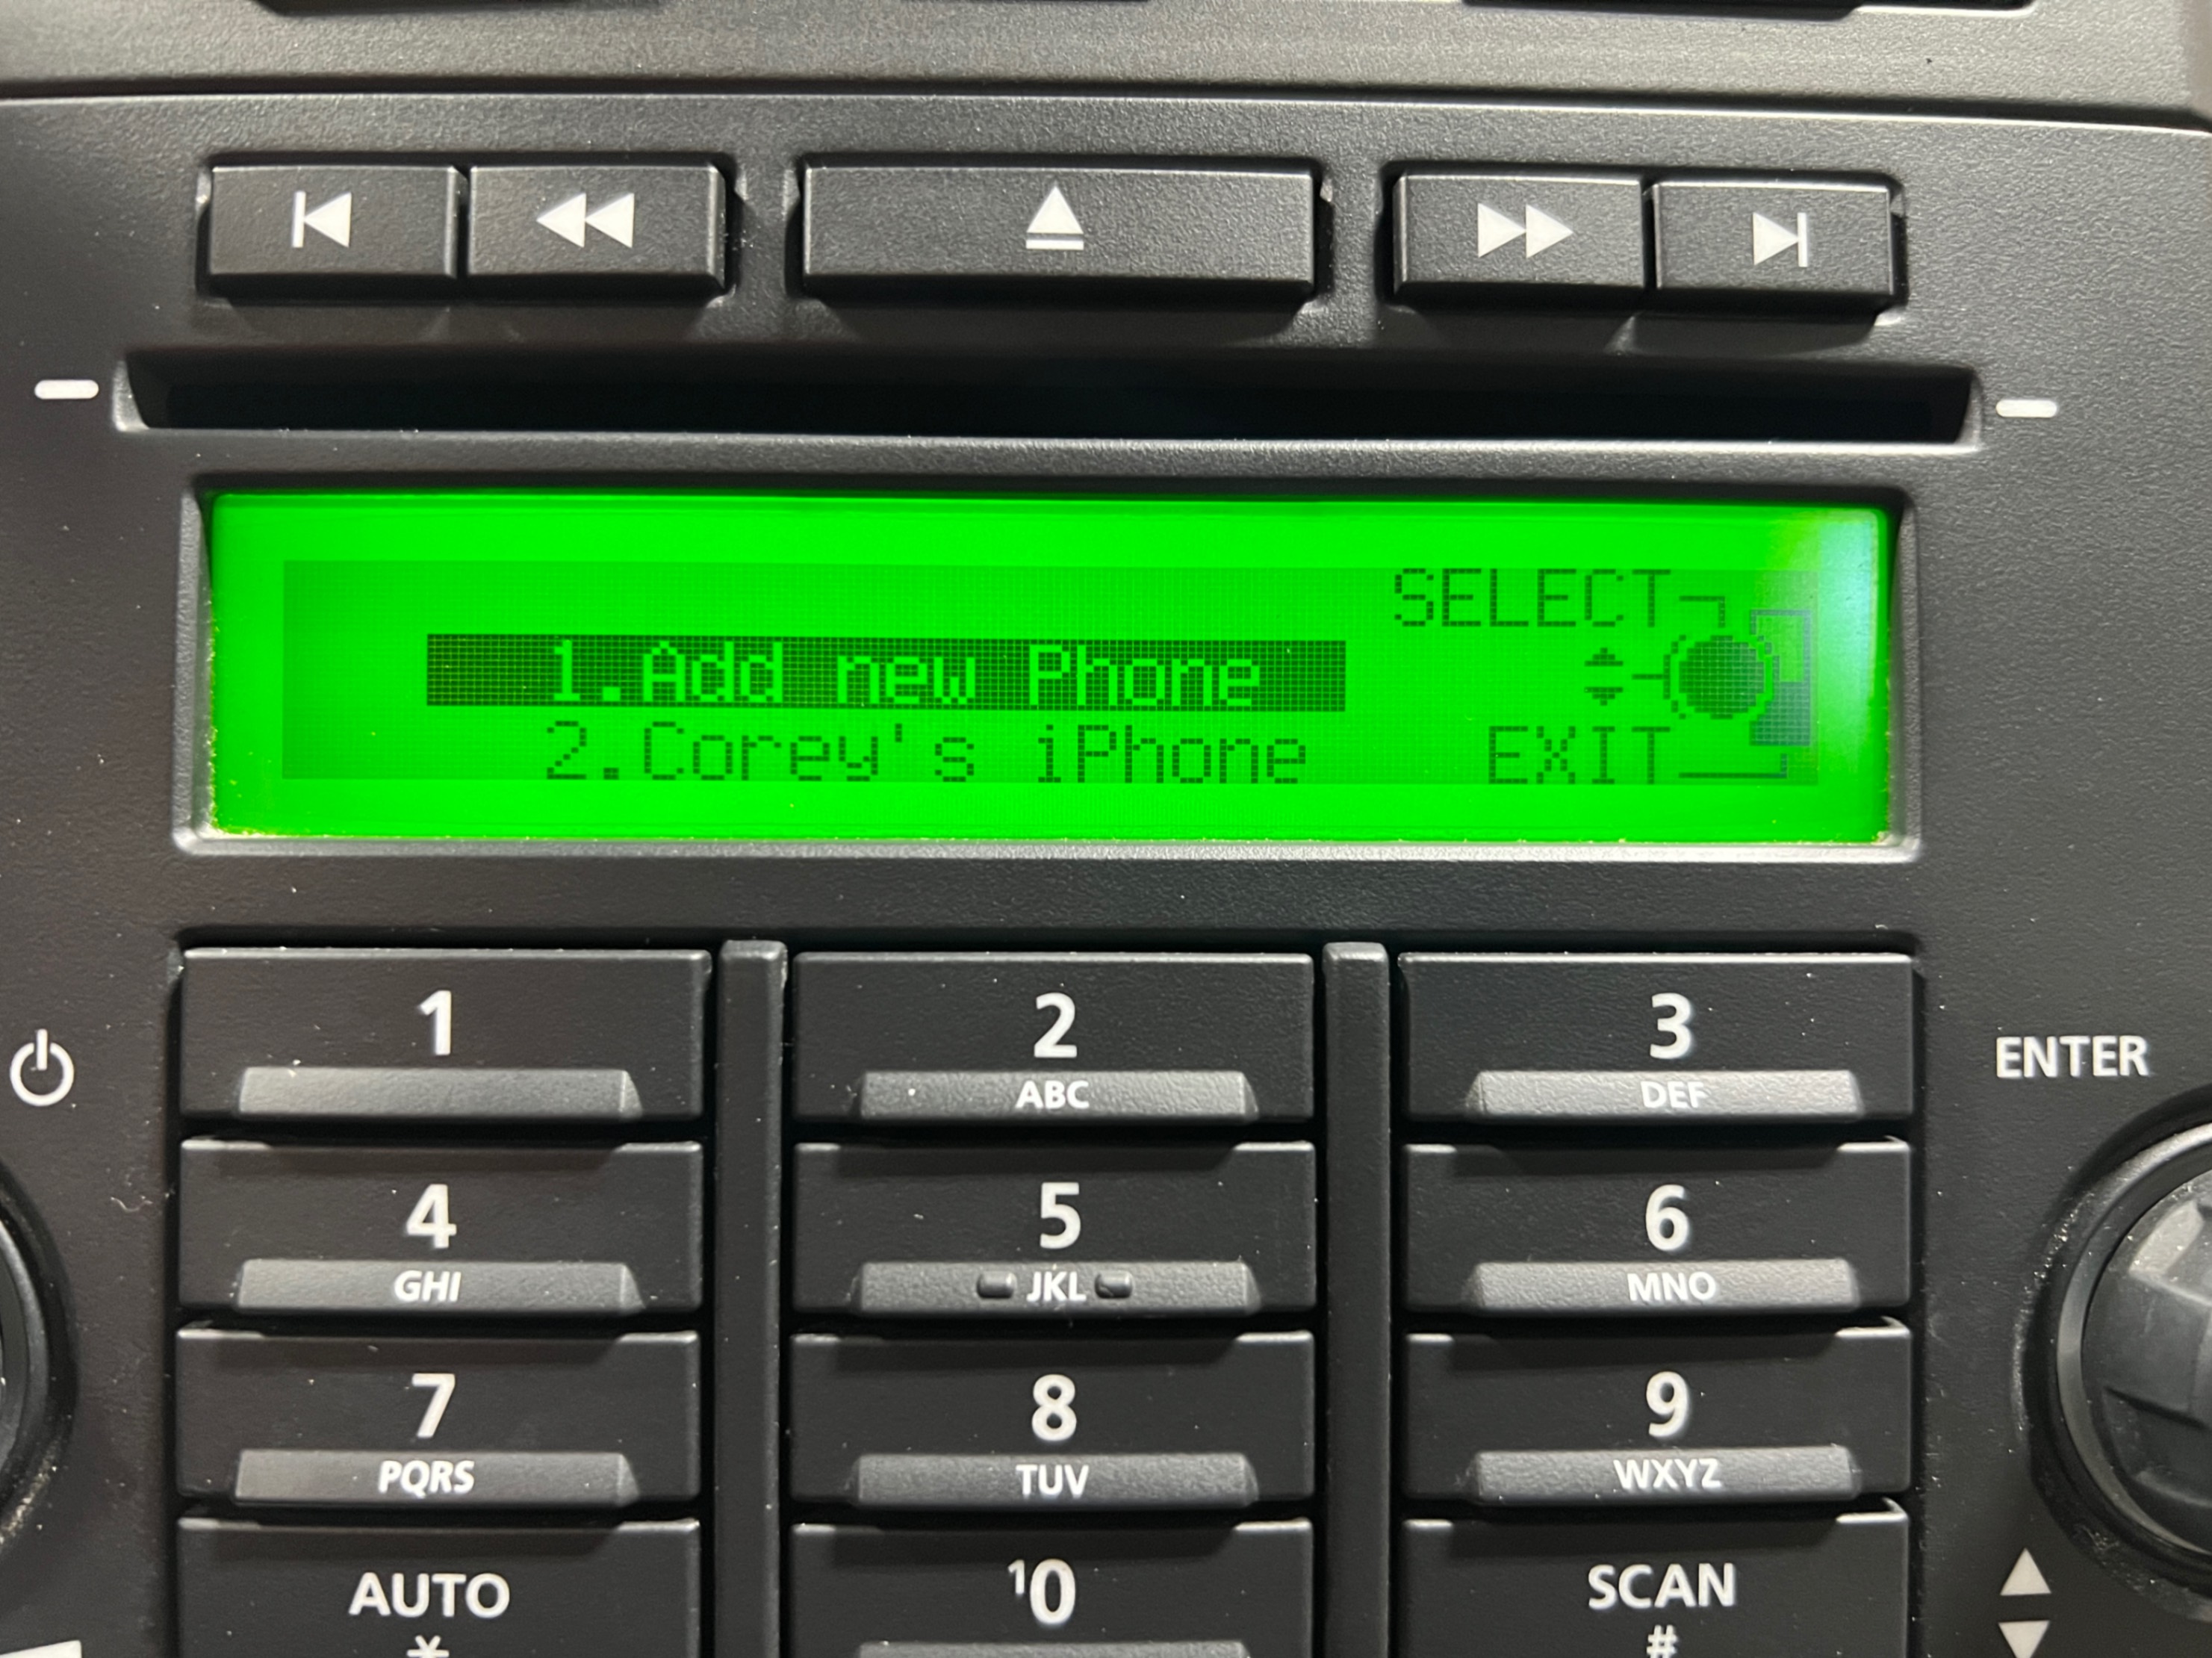 SELECT
1.Add new Phone
2.Corey's iPhone
EXIT
1
2
ABC
3
DEF
ENTER
4
GHI
5
JKL
6
MNO
7
PQRS
8
TUV
9
WXYZ
AUTO
*
10
SCAN
#